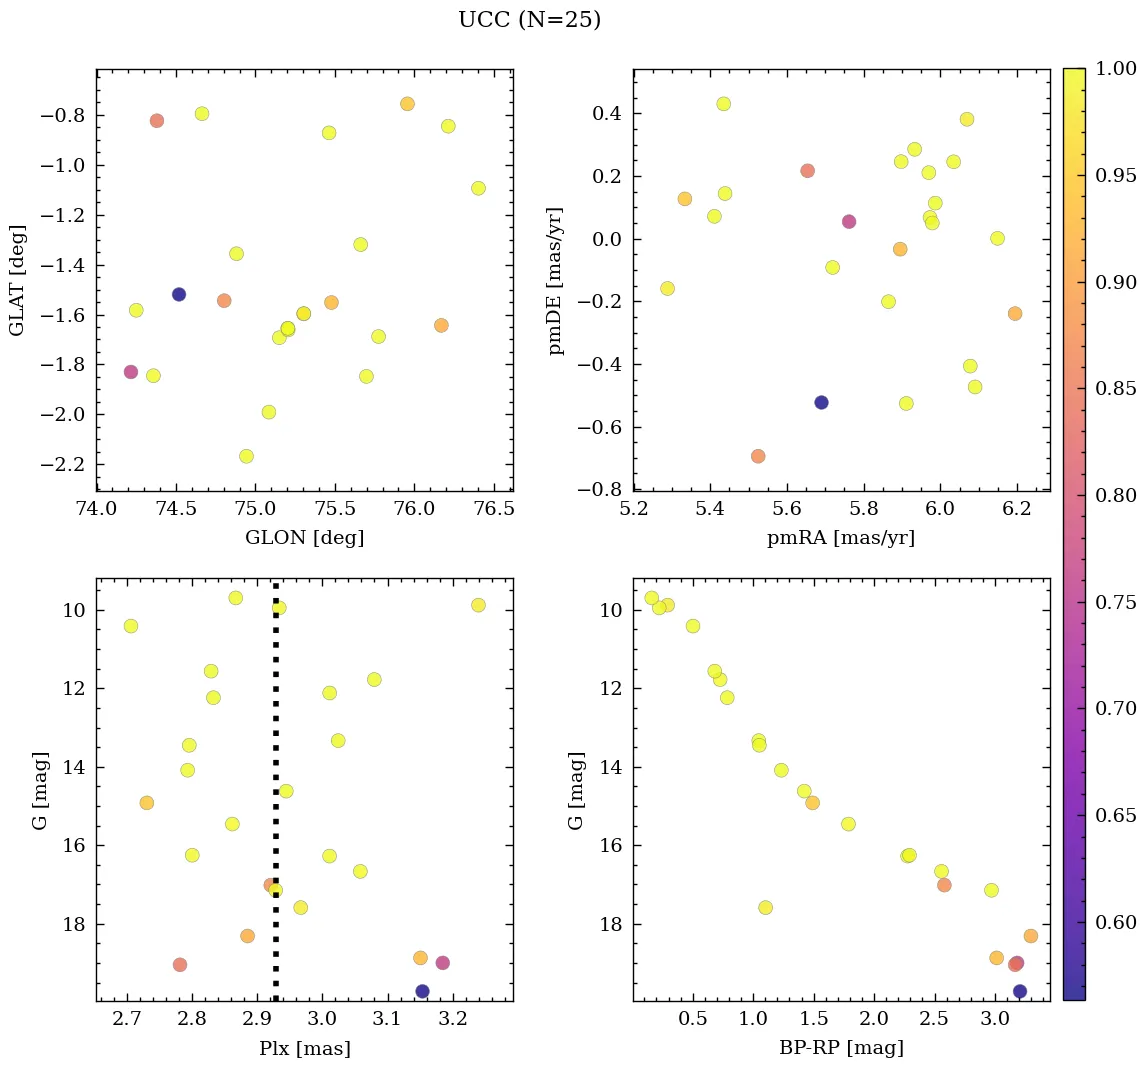 UCC (N=25)
−0.8
−1.0
−1.2
−1.4
−1.6
−1.8
−2.0
−2.2
GLAT [deg]
74.0 74.5 75.0 75.5 76.0 76.5
GLON [deg]
0.4
0.2
0.0
−0.2
−0.4
−0.6
−0.8
pmDE [mas/yr]
5.2 5.4 5.6 5.8 6.0 6.2
pmRA [mas/yr]
10
12
14
16
18
G [mag]
2.7 2.8 2.9 3.0 3.1 3.2
Plx [mas]
10
12
14
16
18
G [mag]
0.5 1.0 1.5 2.0 2.5 3.0
BP-RP [mag]
1.00
0.95
0.90
0.85
0.80
0.75
0.70
0.65
0.60